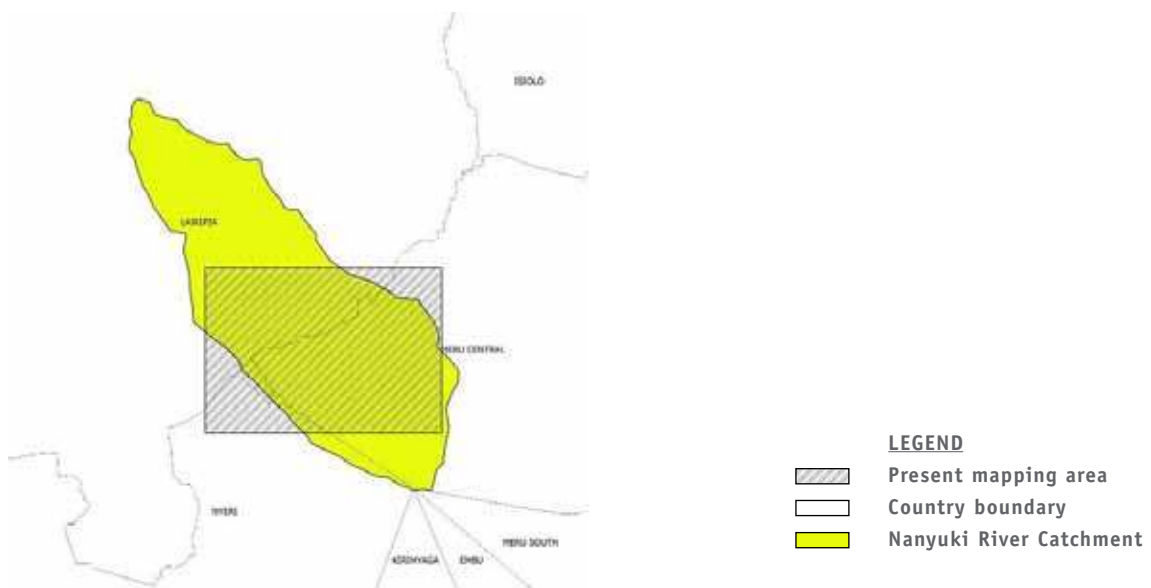 ISIOLO
LAIKIPIA
MERU CENTRAL
NYERI
KIRINYAGA
EMBU
MERU SOUTH
LEGEND
Present mapping area
Country boundary
Nanyuki River Catchment